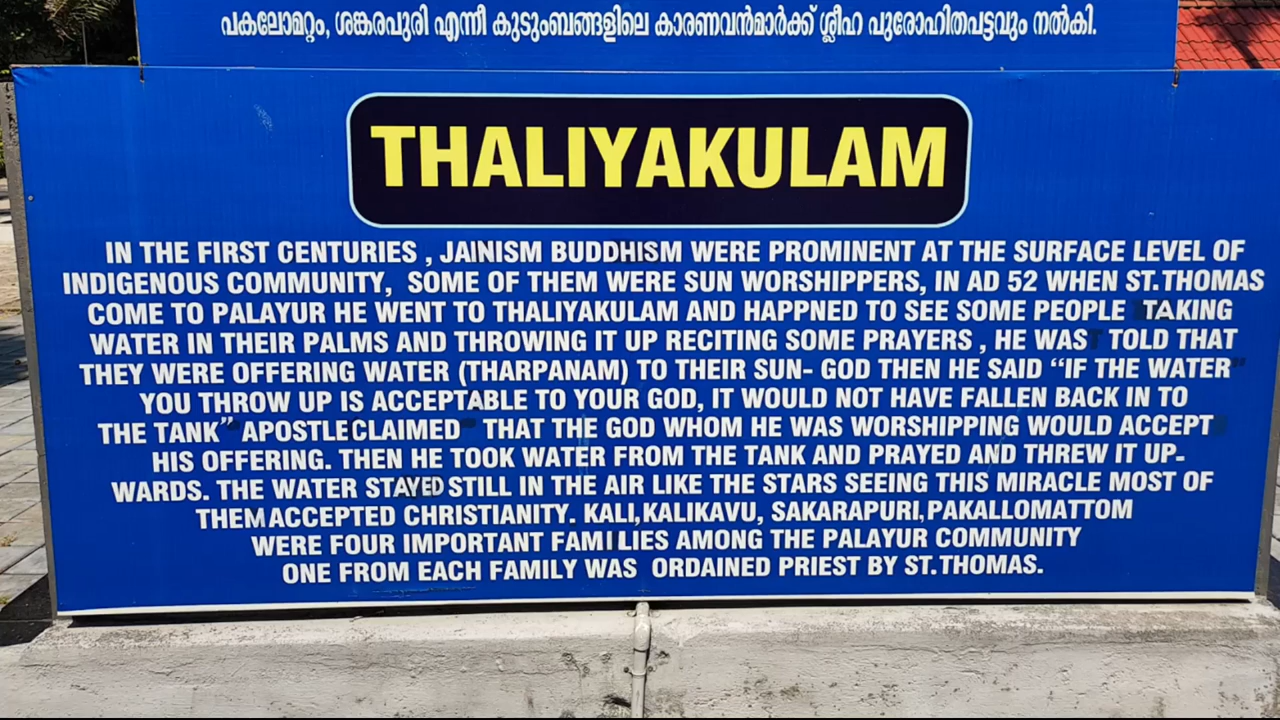 പകലോമറ്റം, ശങ്കരപുരി എന്നീ കുടുംബങ്ങളിലെ കാരണവൻമാർക്ക് ശ്ലീഹ പുരോഹിതപട്ടവും നൽകി.
THALIYAKULAM
IN THE FIRST CENTURIES , JAINISM BUDDHISM WERE PROMINENT AT THE SURFACE LEVEL OF
INDIGENOUS COMMUNITY, SOME OF THEM WERE SUN WORSHIPPERS, IN AD 52 WHEN ST.THOMAS
COME TO PALAYUR HE WENT TO THALIYAKULAM AND HAPPNED TO SEE SOME PEOPLE TAKING
WATER IN THEIR PALMS AND THROWING IT UP RECITING SOME PRAYERS , HE WAS TOLD THAT
THEY WERE OFFERING WATER (THARPANAM) TO THEIR SUN- GOD THEN HE SAID “IF THE WATER
YOU THROW UP IS ACCEPTABLE TO YOUR GOD, IT WOULD NOT HAVE FALLEN BACK IN TO
THE TANK” APOSTLE CLAIMED THAT THE GOD WHOM HE WAS WORSHIPPING WOULD ACCEPT
HIS OFFERING. THEN HE TOOK WATER FROM THE TANK AND PRAYED AND THREW IT UP-
WARDS. THE WATER STAYED STILL IN THE AIR LIKE THE STARS SEEING THIS MIRACLE MOST OF
THEM ACCEPTED CHRISTIANITY. KALI,KALIKAVU, SAKARAPURI,PAKALLOMATTOM
WERE FOUR IMPORTANT FAMILIES AMONG THE PALAYUR COMMUNITY
ONE FROM EACH FAMILY WAS ORDAINED PRIEST BY ST.THOMAS.